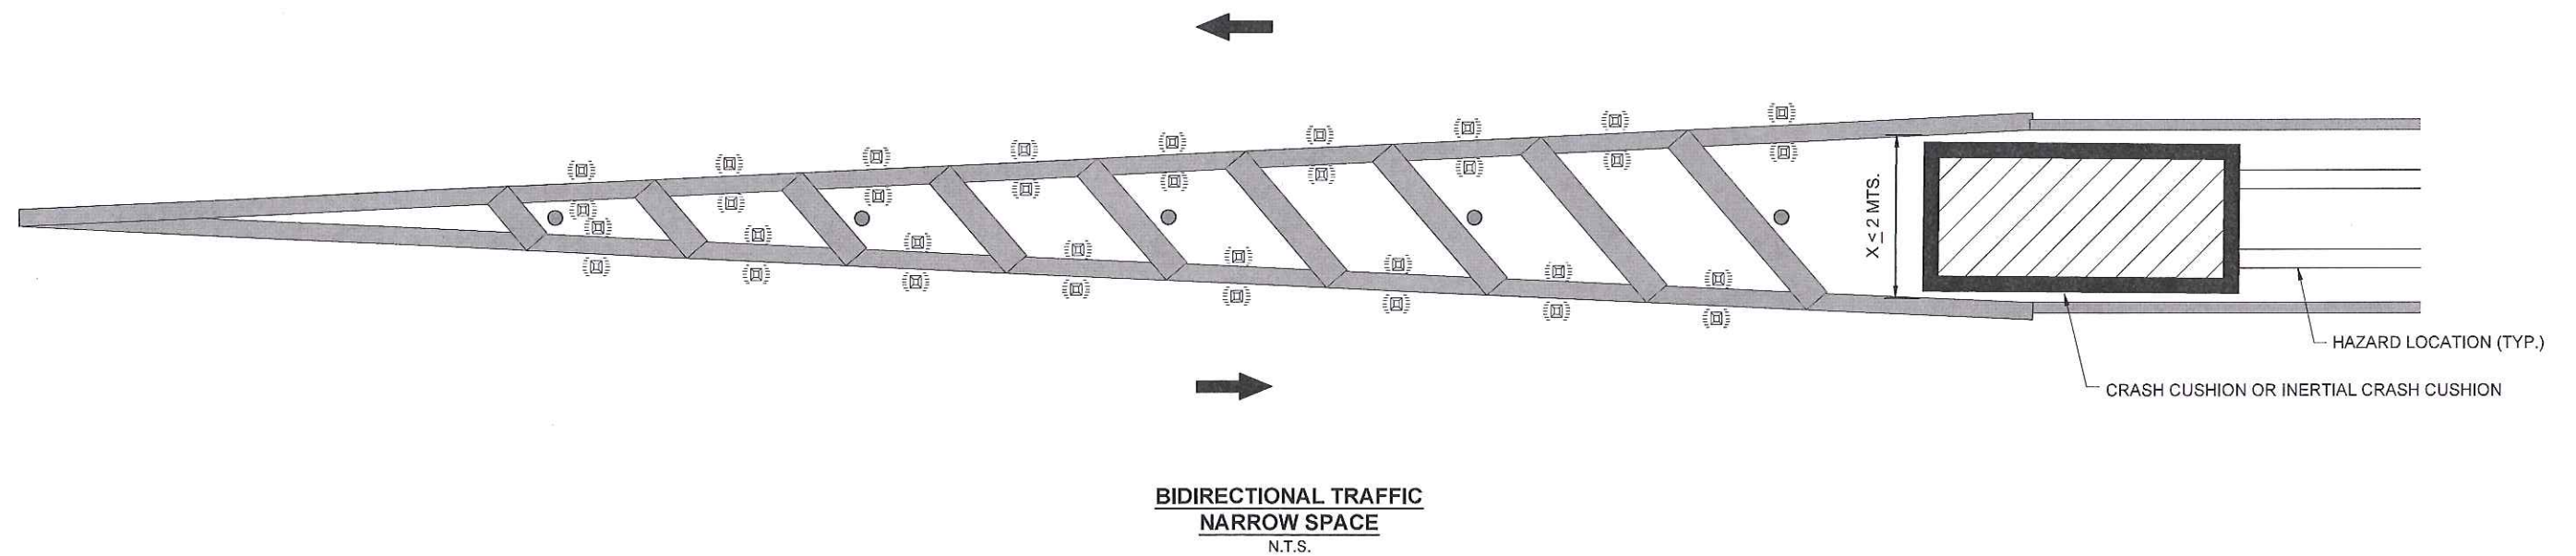 X ≤ 2 MTS.
HAZARD LOCATION (TYP.)
CRASH CUSHION OR INERTIAL CRASH CUSHION
BIDIRECTIONAL TRAFFIC
NARROW SPACE
N.T.S.